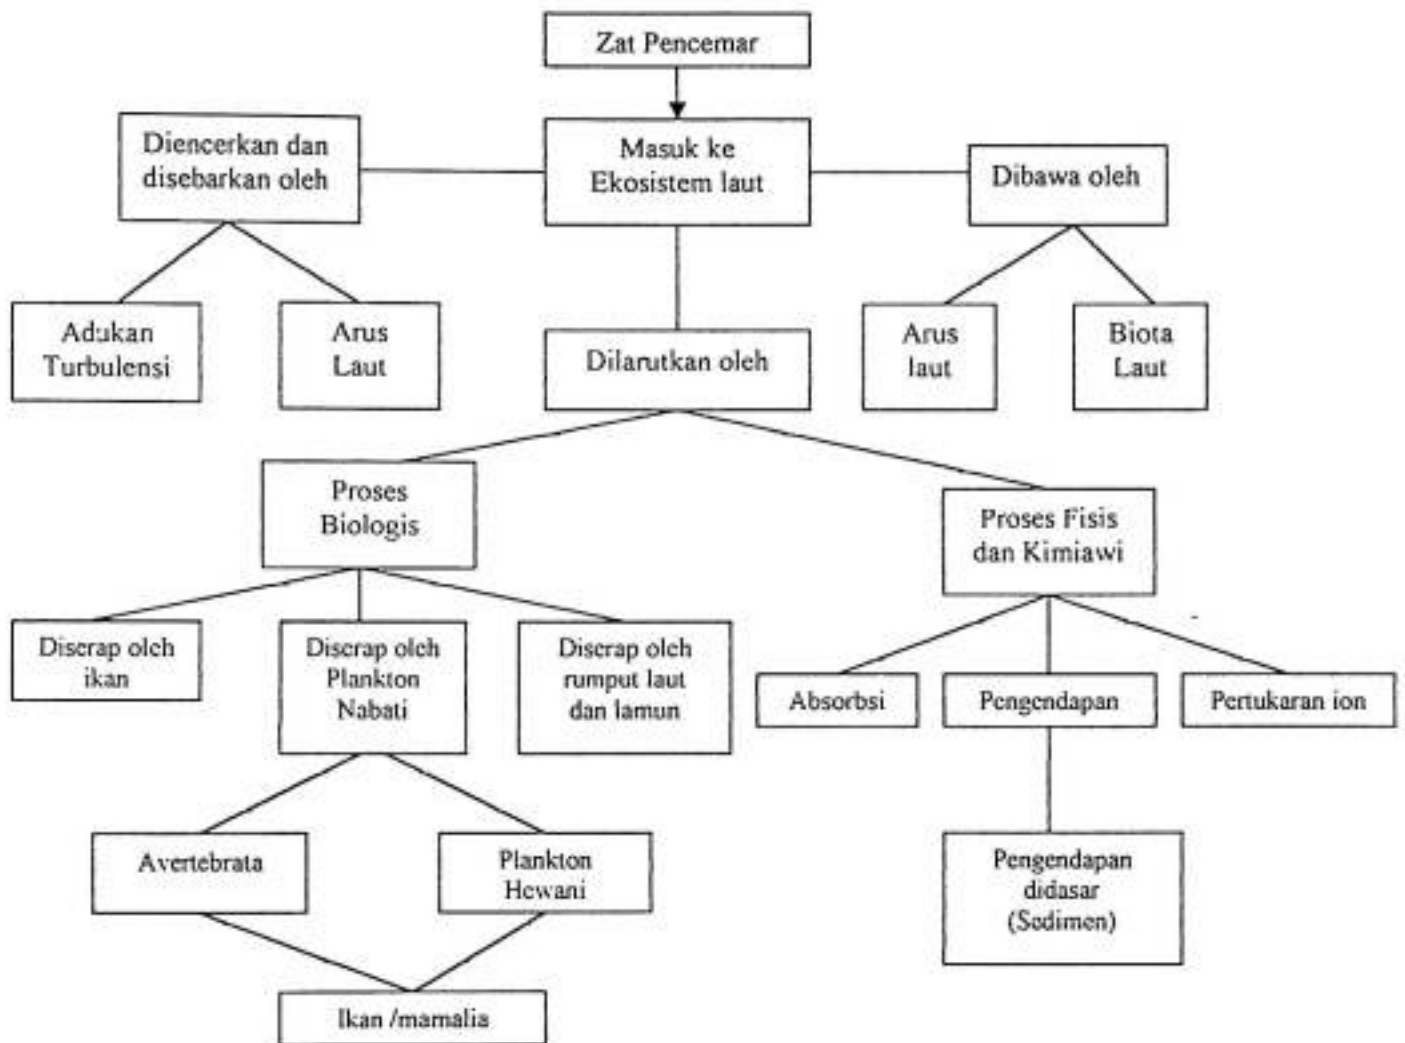 Zat Pencemar
Diencerkan dan
disebarkan oleh
Masuk ke
Ekosistem laut
Dibawa oleh
Adukan
Turbulensi
Arus
Laut
Dilarutkan oleh
Arus
laut
Biota
Laut
Proses
Biologis
Proses Fisis
dan Kimiawi
Diserap oleh
ikan
Diserap oleh
Plankton
Nabati
Diserap oleh
rumput laut
dan lamun
Absorbsi
Pengendapan
Pertukaran ion
Avertebrata
Plankton
Hewani
Pengendapan
didasar
(Sedimen)
Ikan /mamalia